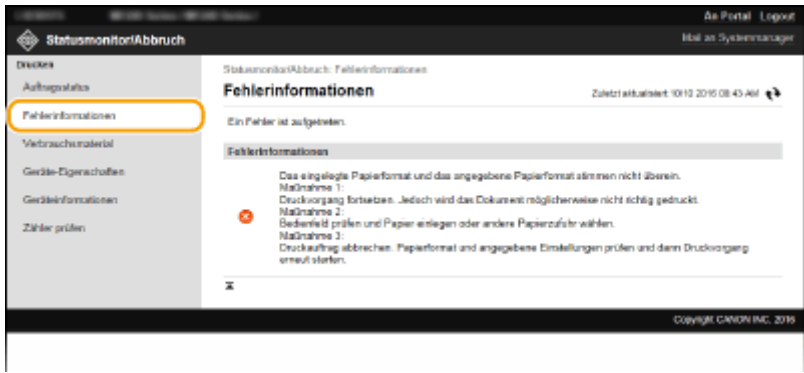 An Portal Logout
Statusmonitor/Abbruch
Mail an Systemmanager
Drucken
Auftragsstatus
Fehlerinformationen
Verbrauchsmaterial
Geräte-Eigenschaften
Geräteinformationen
Zähler prüfen
Statusmonitor/Abbruch: Fehlerinformationen
Fehlerinformationen
Zuletzt aktualisiert: 10/10 2016 08:43 AM
Ein Fehler ist aufgetreten.
Fehlerinformationen
Das eingelegte Papierformat und das angegebene Papierformat stimmen nicht überein.
Maßnahme 1:
Druckvorgang fortsetzen. Jedoch wird das Dokument möglicherweise nicht richtig gedruckt.
Maßnahme 2:
Bedienfeld prüfen und Papier einlegen oder andere Papierzufuhr wählen.
Maßnahme 3:
Druckauftrag abbrechen. Papierformat und angegebene Einstellungen prüfen und dann Druckvorgang
erneut starten.
Copyright CANON INC. 2016